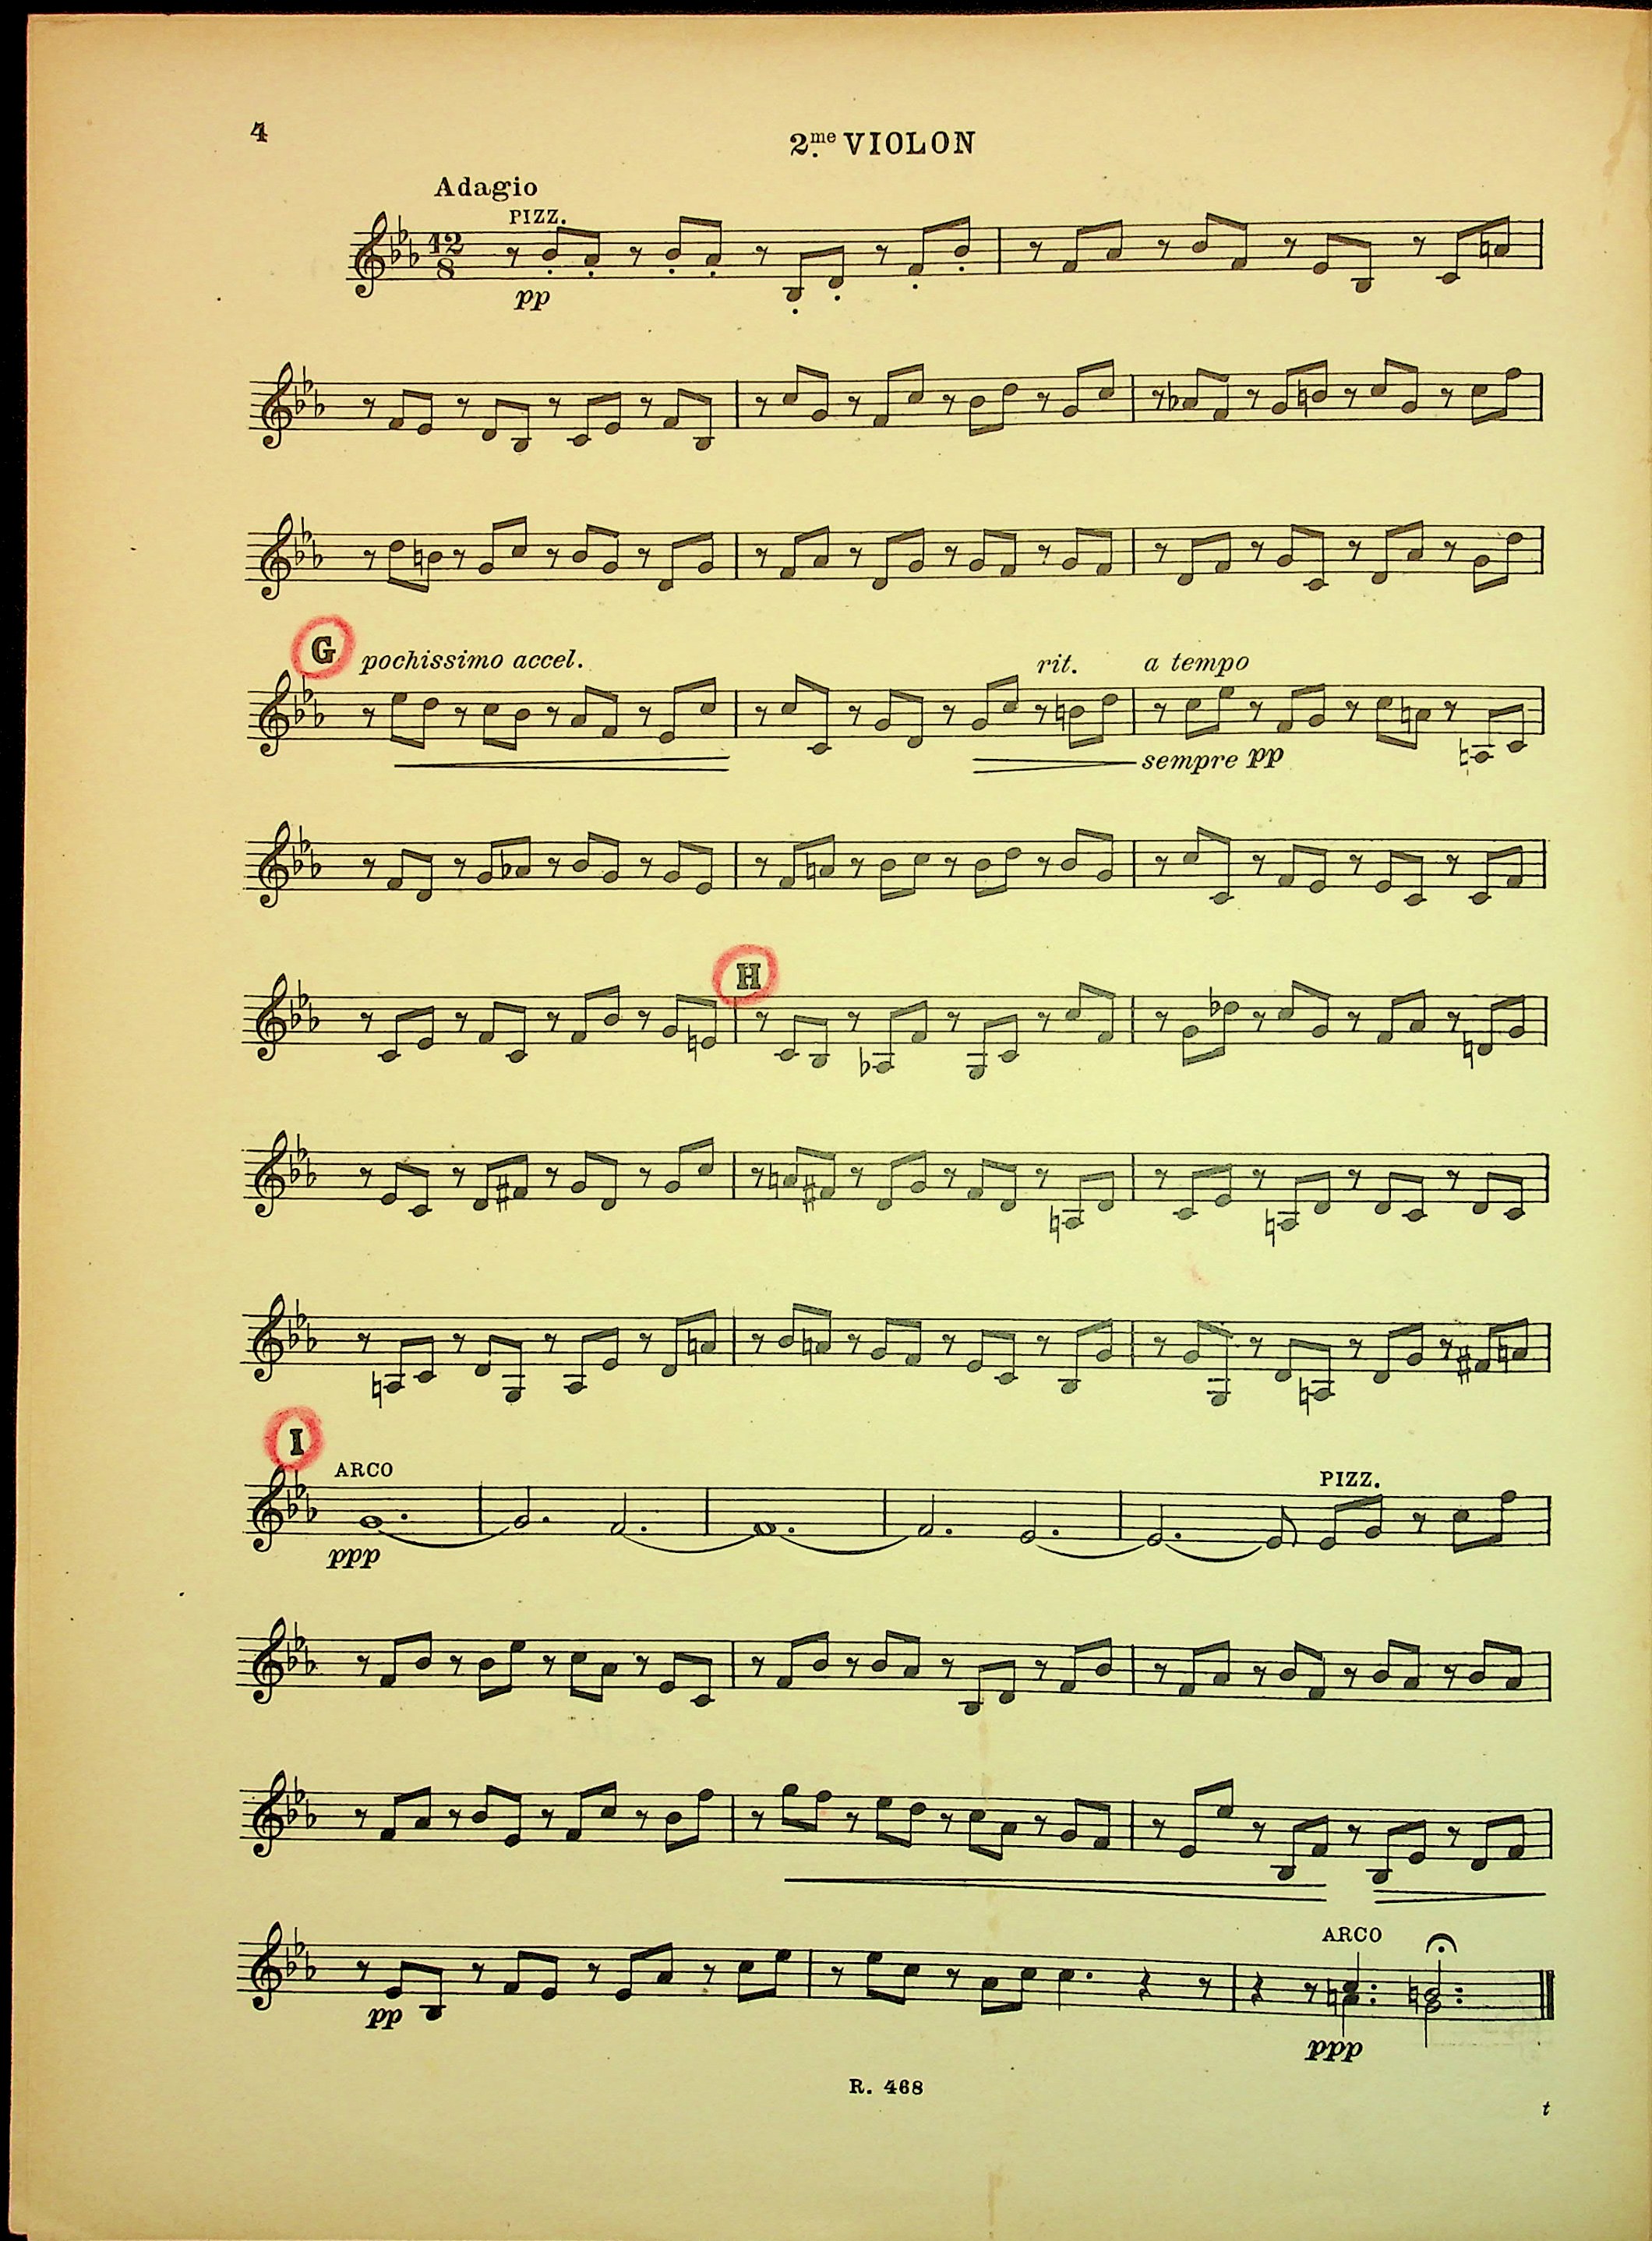 4
2.me VIOLON
Adagio
PIZZ.
12
8
pp
G pochissimo accel. rit. a tempo
sempre pp
H
I
ARCO PIZZ.
ppp
ARCO
pp
ppp
R. 468
t